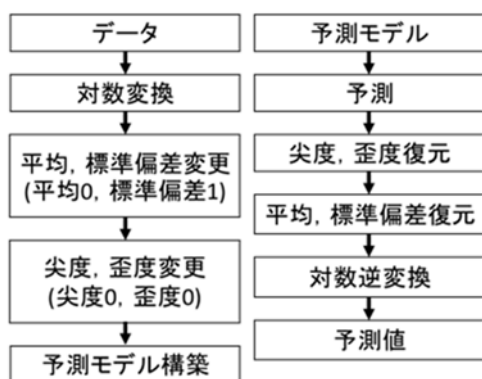 データ
対数変換
平均, 標準偏差変更
(平均0, 標準偏差1)
尖度, 歪度変更
(尖度0, 歪度0)
予測モデル構築
予測モデル
予測
尖度, 歪度復元
平均, 標準偏差復元
対数逆変換
予測値